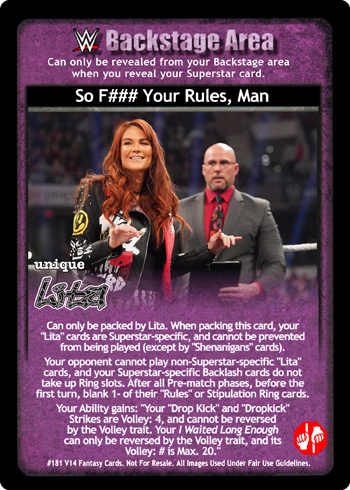 W Backstage Area
Can only be revealed from your Backstage area
when you reveal your Superstar card.
So F### Your Rules, Man
unique
Lita
Can only be packed by Lita. When packing this card, your
"Lita" cards are Superstar-specific, and cannot be prevented
from being played (except by "Shenanigans" cards).
Your opponent cannot play non-Superstar-specific "Lita"
cards, and your Superstar-specific Backlash cards do not
take up Ring slots. After all Pre-match phases, before the
first turn, blank 1- of their "Rules" or Stipulation Ring cards.
Your Ability gains: "Your "Drop Kick" and "Dropkick"
Strikes are Volley: 4, and cannot be reversed
by the Volley trait. Your I Waited Long Enough
can only be reversed by the Volley trait, and its
Volley: # is Max. 20."
#181 V14 Fantasy Cards. Not For Resale. All Images Used Under Fair Use Guidelines.